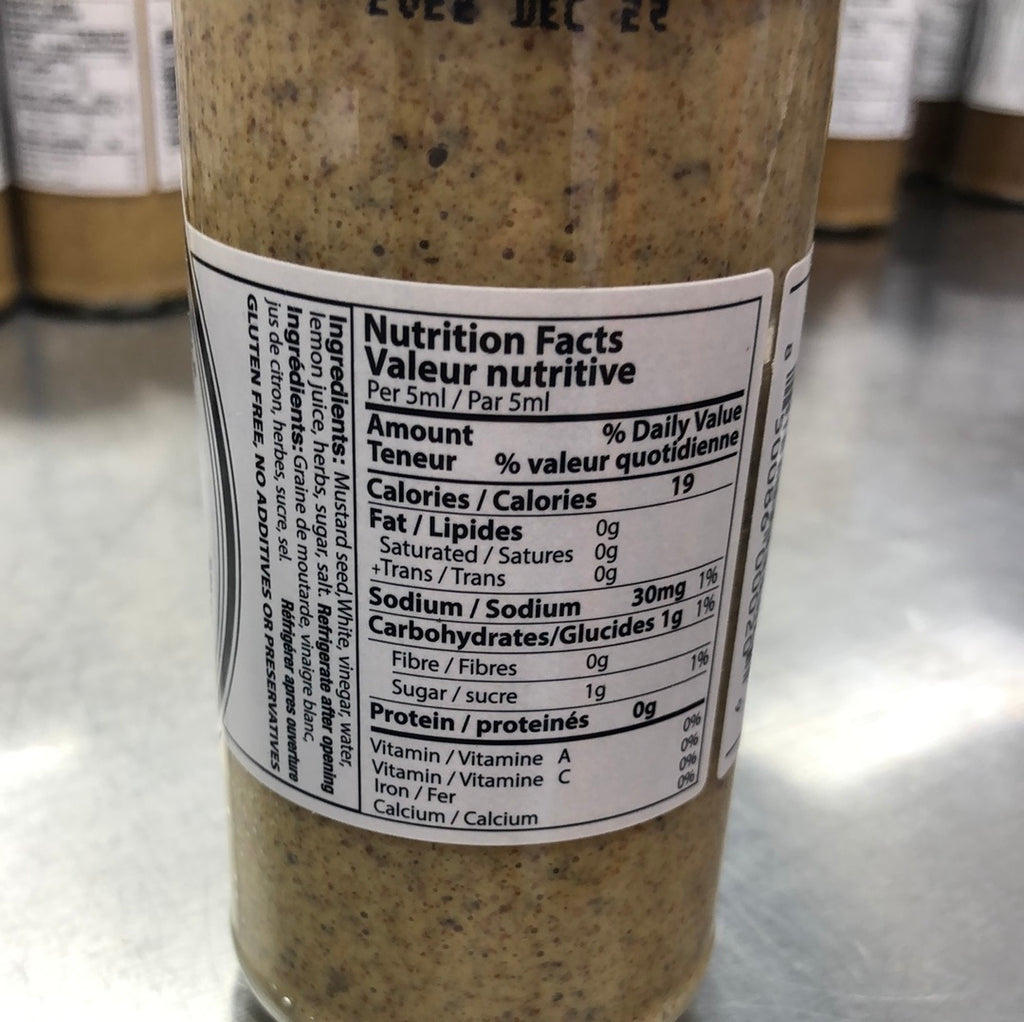 DEC 22
Nutrition Facts
Valeur nutritive
Per 5ml / Par 5ml
Amount % Daily Value
Teneur % valeur quotidienne
Calories / Calories 19
Fat / Lipides 0g
Saturated / Satures 0g
+Trans / Trans 0g
Sodium / Sodium 30mg 1%
Carbohydrates/Glucides 1g 1%
Fibre / Fibres 0g 1%
Sugar / sucre 1g
Protein / proteinés 0g
Vitamin / Vitamine A 0%
Vitamin / Vitamine C 0%
Iron / Fer 0%
Calcium / Calcium 0%
Ingredients: Mustard seed,White, vinegar, water,
lemon juice, herbs, sugar, salt. Refrigerate after opening
Ingrédients: Graine de moutarde, vinaigre blanc,
jus de citron, herbes, sucre, sel. Réfrigérer apres ouverture
GLUTEN FREE, NO ADDITIVES OR PRESERVATIVES